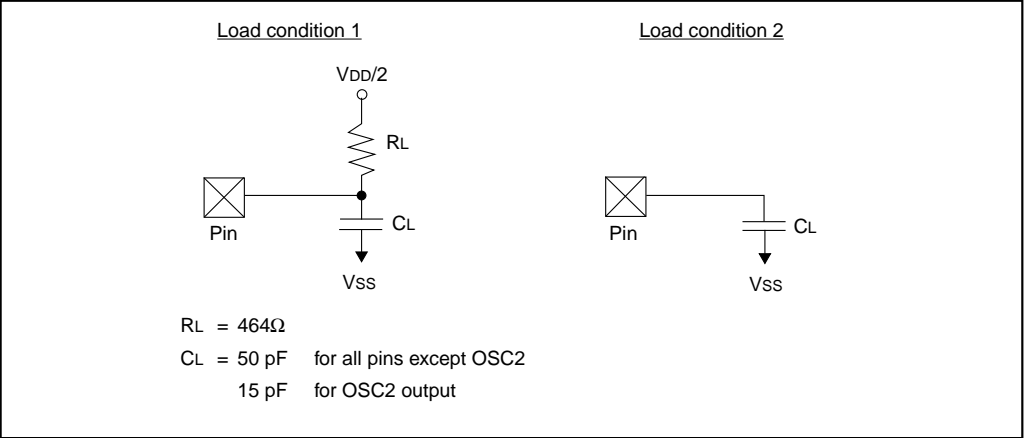 Load condition 1
Load condition 2
VDD/2
RL
Pin
CL
VSS
Pin
CL
VSS
RL = 464Ω
CL = 50 pF for all pins except OSC2
15 pF for OSC2 output